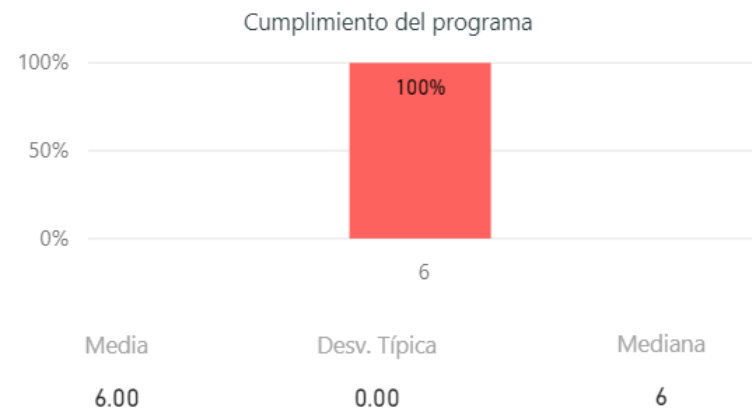 Cumplimiento del programa
100%
100%
50%
0%
6
Media Desv. Típica Mediana
6.00 0.00 6